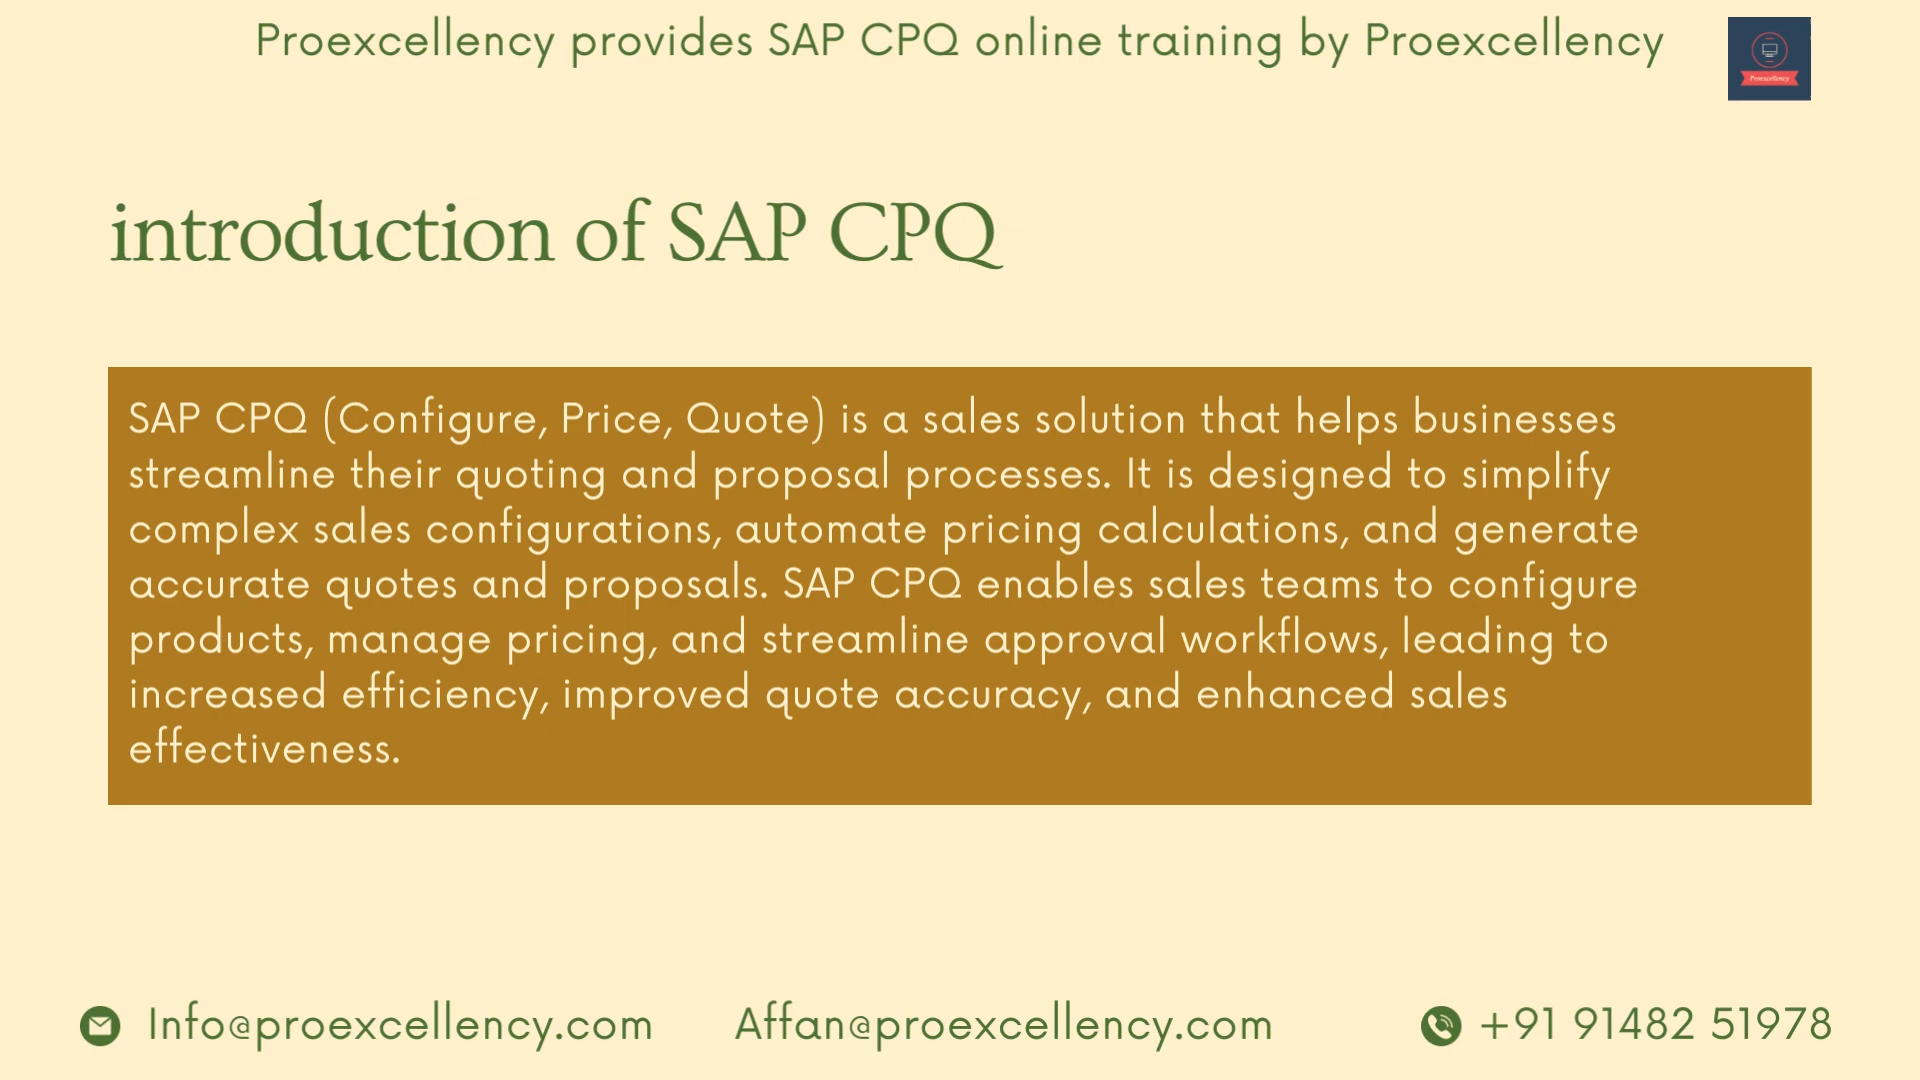 Proexcellency provides SAP CPQ online training by Proexcellency
Proexcellency
introduction of SAP CPQ
SAP CPQ (Configure, Price, Quote) is a sales solution that helps businesses
streamline their quoting and proposal processes. It is designed to simplify
complex sales configurations, automate pricing calculations, and generate
accurate quotes and proposals. SAP CPQ enables sales teams to configure
products, manage pricing, and streamline approval workflows, leading to
increased efficiency, improved quote accuracy, and enhanced sales
effectiveness.
Info@proexcellency.com Affan@proexcellency.com +91 91482 51978